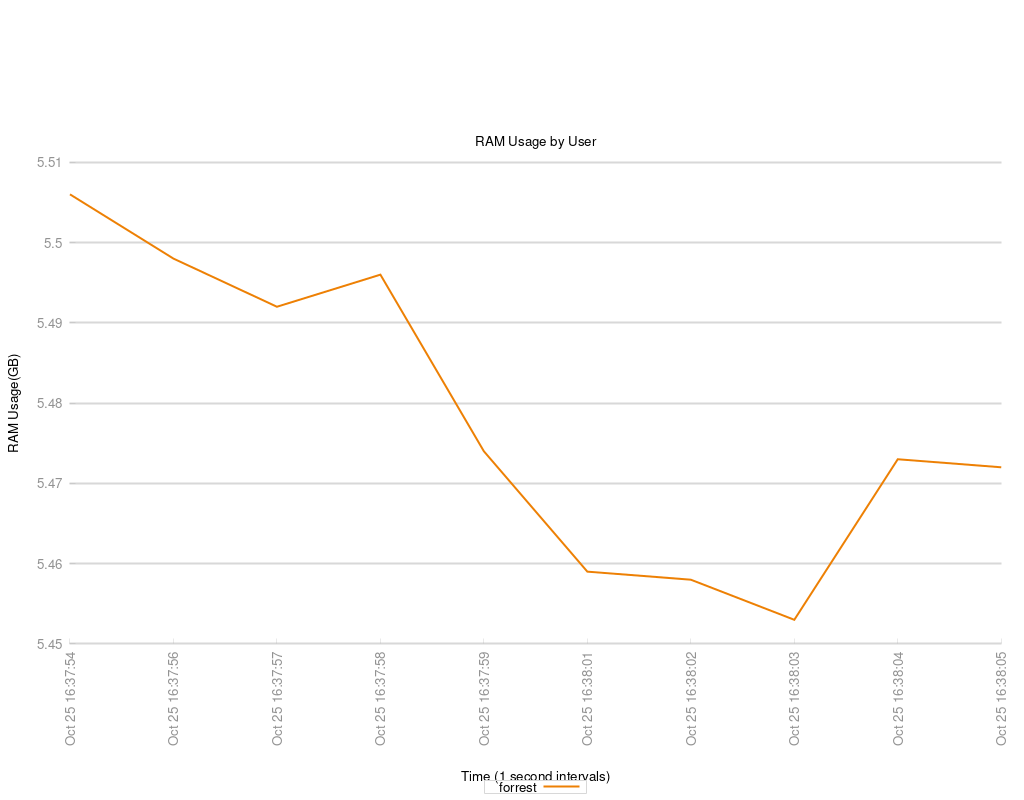 RAM Usage by User
5.51
5.5
5.49
5.48
5.47
5.46
5.45
RAM Usage(GB)
Oct 25 16:37:54
Oct 25 16:37:56
Oct 25 16:37:57
Oct 25 16:37:58
Oct 25 16:37:59
Oct 25 16:38:01
Oct 25 16:38:02
Oct 25 16:38:03
Oct 25 16:38:04
Oct 25 16:38:05
Time (1 second intervals)
forrest